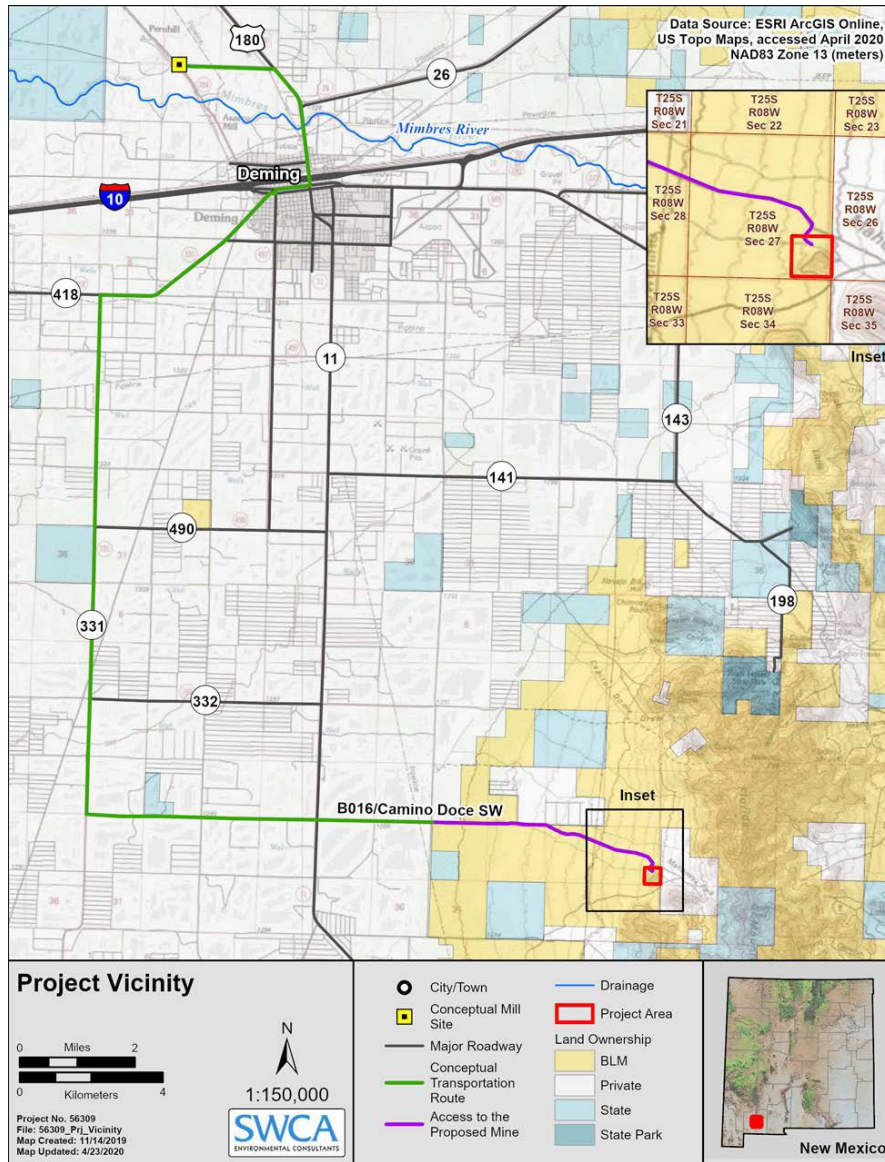 Data Source: ESRI ArcGIS Online,
US Topo Maps, accessed April 2020
NAD83 Zone 13 (meters)
180
26
Mimbres
Mimbres River
Deming
10
Deming
Airport
418
11
143
141
490
331
198
332
B016/Camino Doce SW
Inset
T25S
R08W
Sec 21
T25S
R08W
Sec 22
T25S
R08W
Sec 23
T25S
R08W
Sec 28
T25S
R08W
Sec 27
T25S
R08W
Sec 26
T25S
R08W
Sec 33
T25S
R08W
Sec 34
T25S
R08W
Sec 35
Inset
Project Vicinity
0 Miles 2
0 Kilometers 4
N
1:150,000
Project No. 56309
File: 56309_Prj_Vicinity
Map Created: 11/14/2019
Map Updated: 4/23/2020
SWCA
ENVIRONMENTAL CONSULTANTS
City/Town
Conceptual Mill
Site
Major Roadway
Conceptual
Transportation
Route
Access to the
Proposed Mine
Drainage
Project Area
Land Ownership
BLM
Private
State
State Park
New Mexico